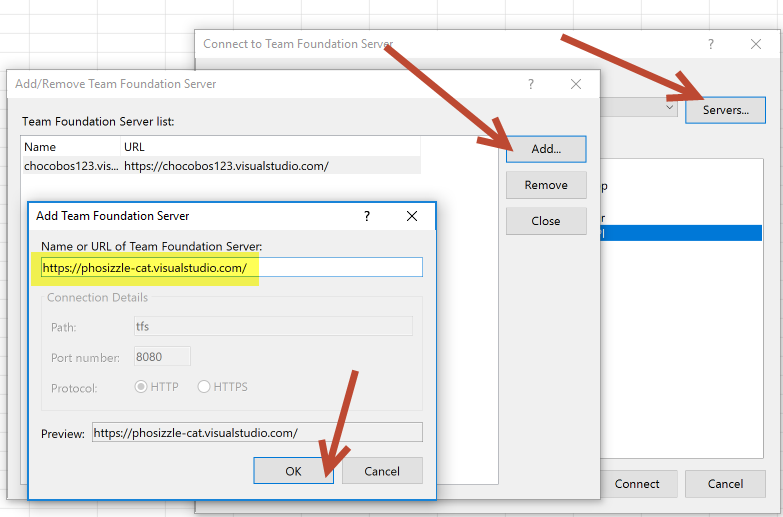 Connect to Team Foundation Server
?
Servers...
Add/Remove Team Foundation Server
?
Team Foundation Server list:
Name URL
chocobos123.vis... https://chocobos123.visualstudio.com/
Add...
Remove
Close
Add Team Foundation Server
?
Name or URL of Team Foundation Server:
https://phosizzle-cat.visualstudio.com/
Connection Details
Path: tfs
Port number: 8080
Protocol: HTTP HTTPS
Preview: https://phosizzle-cat.visualstudio.com/
OK Cancel
Connect Cancel